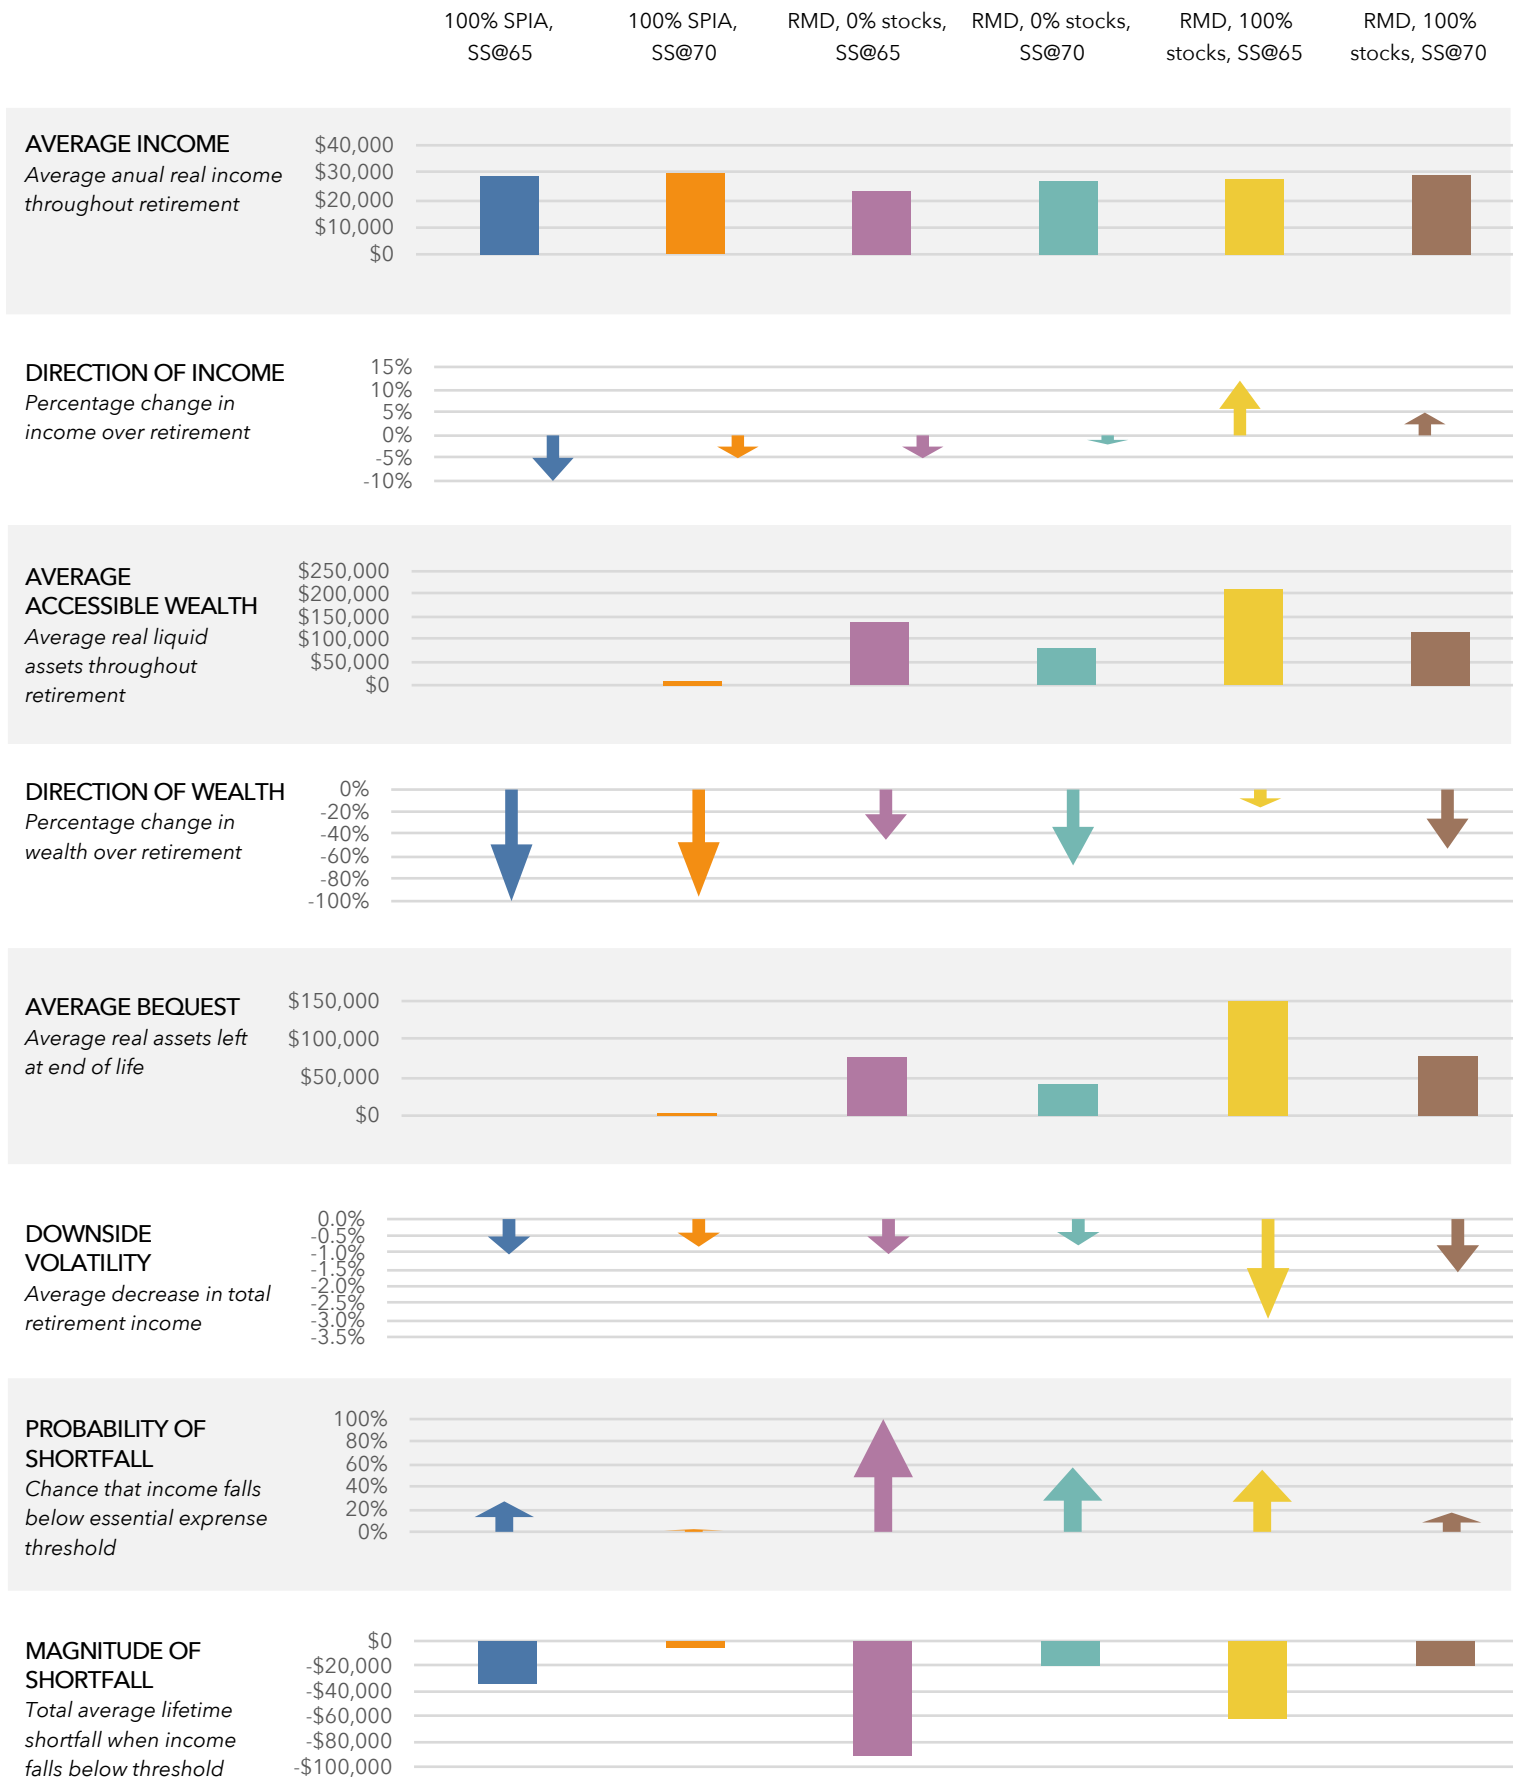 100% SPIA,
SS@65
100% SPIA,
SS@70
RMD, 0% stocks,
SS@65
RMD, 0% stocks,
SS@70
RMD, 100%
stocks, SS@65
RMD, 100%
stocks, SS@70
AVERAGE INCOME
Average anual real income
throughout retirement
$40,000
$30,000
$20,000
$10,000
$0
DIRECTION OF INCOME
Percentage change in
income over retirement
15%
10%
5%
0%
-5%
-10%
AVERAGE
ACCESSIBLE WEALTH
Average real liquid
assets throughout
retirement
$250,000
$200,000
$150,000
$100,000
$50,000
$0
DIRECTION OF WEALTH
Percentage change in
wealth over retirement
0%
-20%
-40%
-60%
-80%
-100%
AVERAGE BEQUEST
Average real assets left
at end of life
$150,000
$100,000
$50,000
$0
DOWNSIDE
VOLATILITY
Average decrease in total
retirement income
0.0%
-0.5%
-1.0%
-1.5%
-2.0%
-2.5%
-3.0%
-3.5%
PROBABILITY OF
SHORTFALL
Chance that income falls
below essential exprense
threshold
100%
80%
60%
40%
20%
0%
MAGNITUDE OF
SHORTFALL
Total average lifetime
shortfall when income
falls below threshold
$0
-$20,000
-$40,000
-$60,000
-$80,000
-$100,000